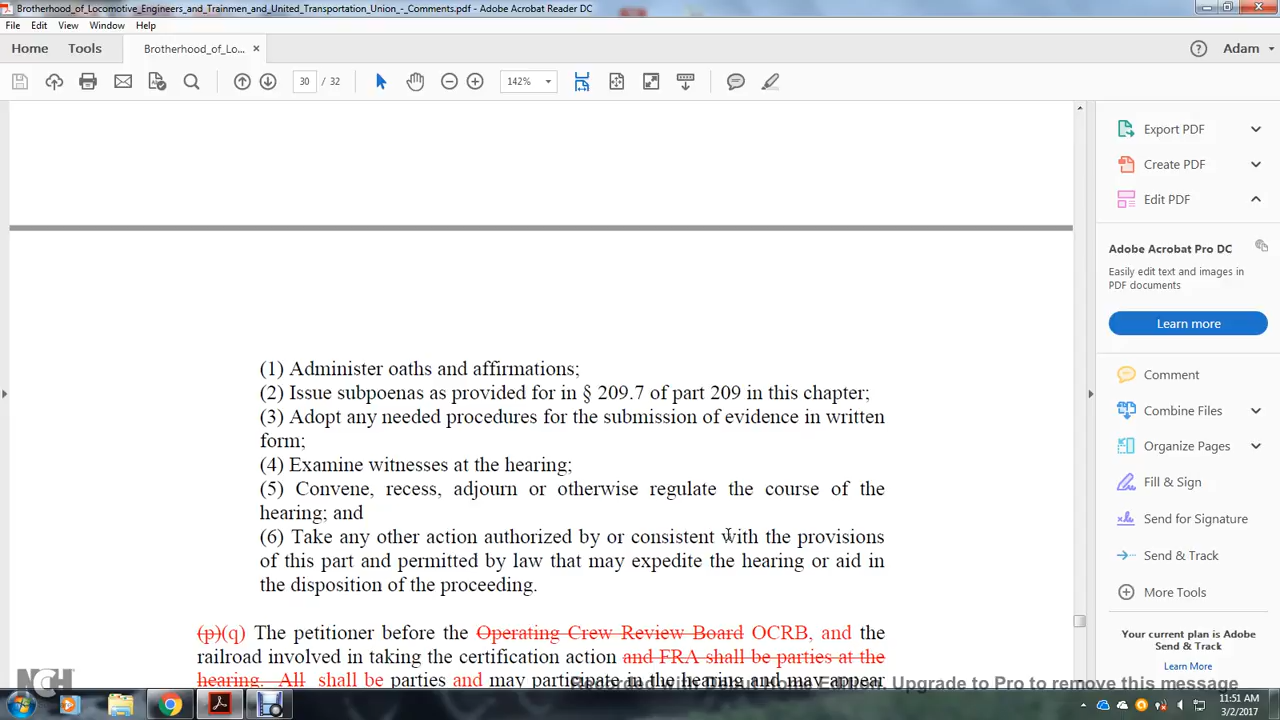 Brotherhood_of_Locomotive_Engineers_and_Trainmen_and_United_Transportation_Union_-_Comments.pdf - Adobe Acrobat Reader DC
File Edit View Window Help
Home Tools Brotherhood_of_Lo... × Adam
30 / 32 142%
Export PDF
Create PDF
Edit PDF
Adobe Acrobat Pro DC
Easily edit text and images in
PDF documents
Learn more
Comment
Combine Files
Organize Pages
Fill & Sign
Send for Signature
Send & Track
More Tools
Your current plan is Adobe
Send & Track
Learn More
(1) Administer oaths and affirmations;
(2) Issue subpoenas as provided for in § 209.7 of part 209 in this chapter;
(3) Adopt any needed procedures for the submission of evidence in written
form;
(4) Examine witnesses at the hearing;
(5) Convene, recess, adjourn or otherwise regulate the course of the
hearing; and
(6) Take any other action authorized by or consistent with the provisions
of this part and permitted by law that may expedite the hearing or aid in
the disposition of the proceeding.
(p)(q) The petitioner before the Operating Crew Review Board OCRB, and the
railroad involved in taking the certification action and FRA shall be parties at the
hearing. All shall be parties and may participate in the hearing and may appear
NCH
Upgrade to Pro to remove this message
11:51 AM
3/2/2017